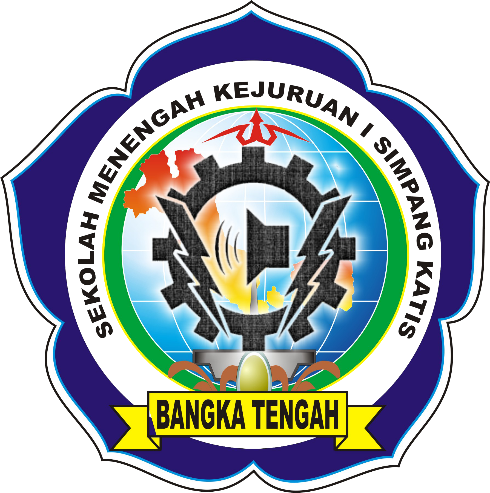 SEKOLAH MENENGAH KEJURUAN I SIMPANG KATIS
BANGKA TENGAH